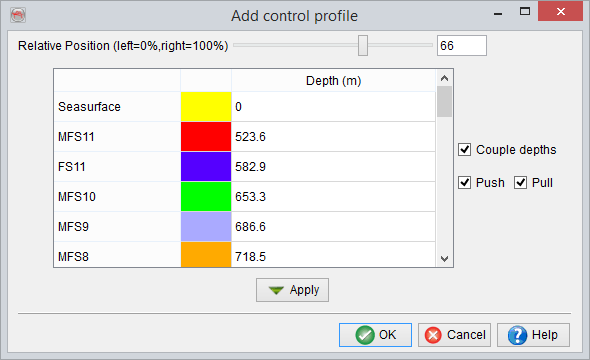 Add control profile
Relative Position (left=0%,right=100%) 66
Depth (m)
Seasurface 0
MFS11 523.6
FS11 582.9
MFS10 653.3
MFS9 686.6
MFS8 718.5
Couple depths
Push Pull
Apply
OK Cancel ? Help